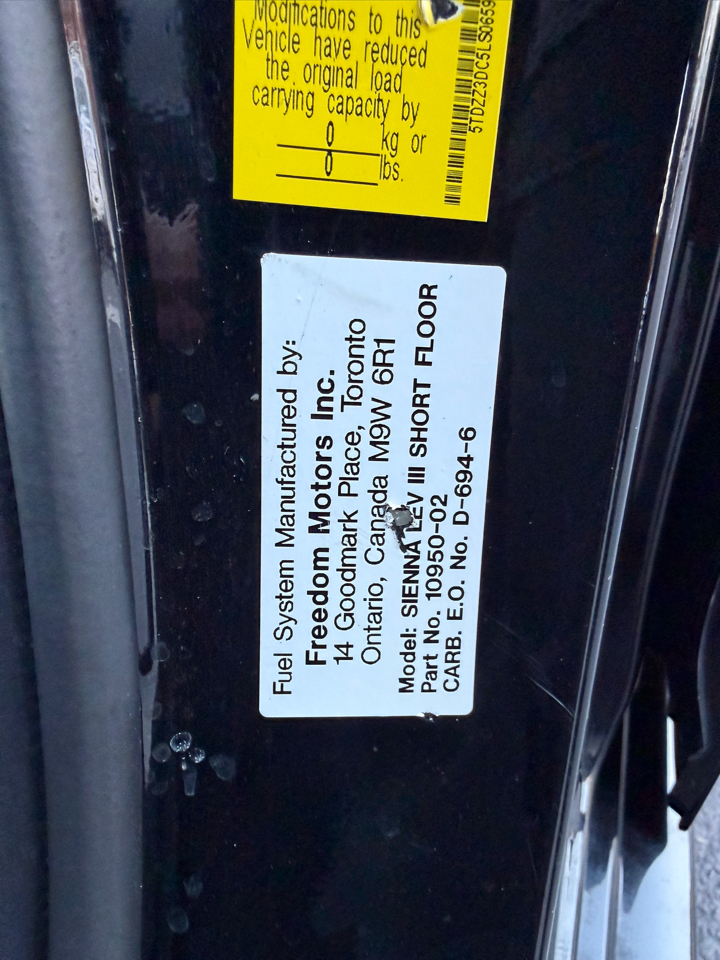 Modifications to this
Vehicle have reduced
the original load
carrying capacity by
0 kg or
0 lbs.
5TDZZ3DC5LS0659
Fuel System Manufactured by:
Freedom Motors Inc.
14 Goodmark Place, Toronto
Ontario, Canada M9W 6R1
Model: SIENNA LEV III SHORT FLOOR
Part No. 10950-02
CARB. E.O. No. D-694-6